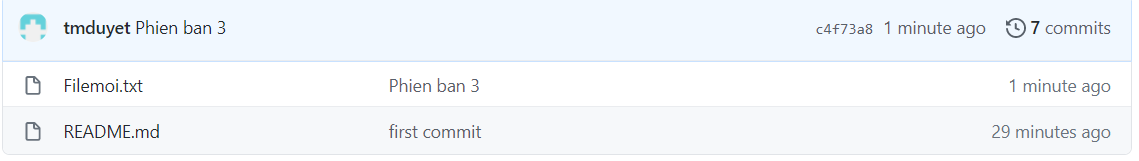 tmduyet Phien ban 3 c4f73a8 1 minute ago 7 commits
Filemoi.txt Phien ban 3 1 minute ago
README.md first commit 29 minutes ago